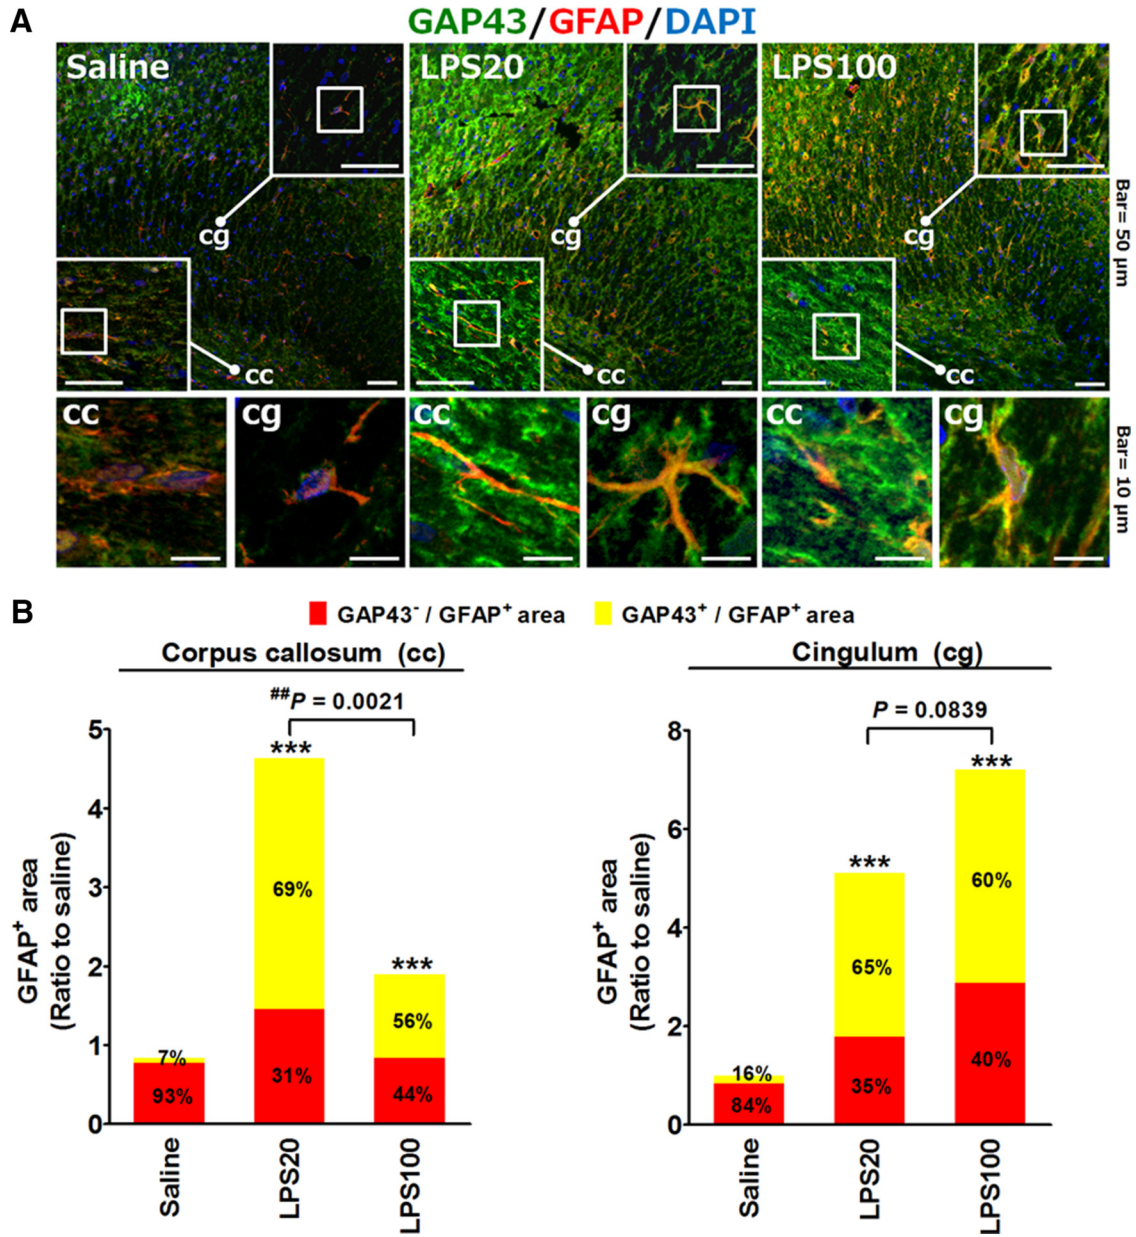 A
GAP43/GFAP/DAPI
Saline
LPS20
LPS100
cg
cg
cg
cc
cc
cc
Bar= 50 µm
cc
cg
cc
cg
cc
cg
Bar= 10 µm
B
GAP43⁻ / GFAP⁺ area
GAP43⁺ / GFAP⁺ area
Corpus callosum (cc)
##P = 0.0021
GFAP⁺ area
(Ratio to saline)
5
4
3
2
1
0
***
***
7%
93%
69%
31%
56%
44%
Saline
LPS20
LPS100
Cingulum (cg)
P = 0.0839
GFAP⁺ area
(Ratio to saline)
8
6
4
2
0
***
***
16%
84%
65%
35%
60%
40%
Saline
LPS20
LPS100